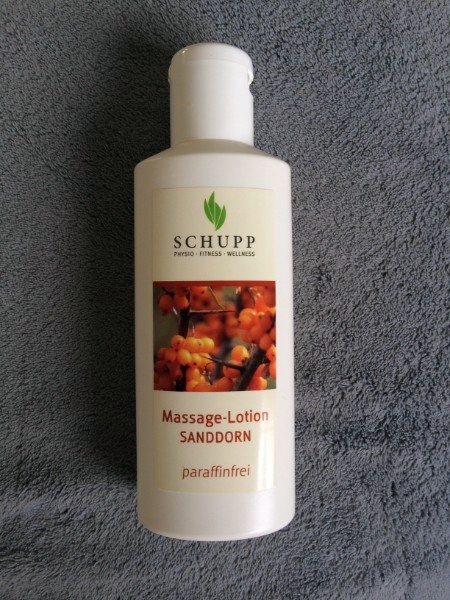 SCHUPP
PHYSIO · FITNESS · WELLNESS
Massage-Lotion
SANDDORN
paraffinfrei